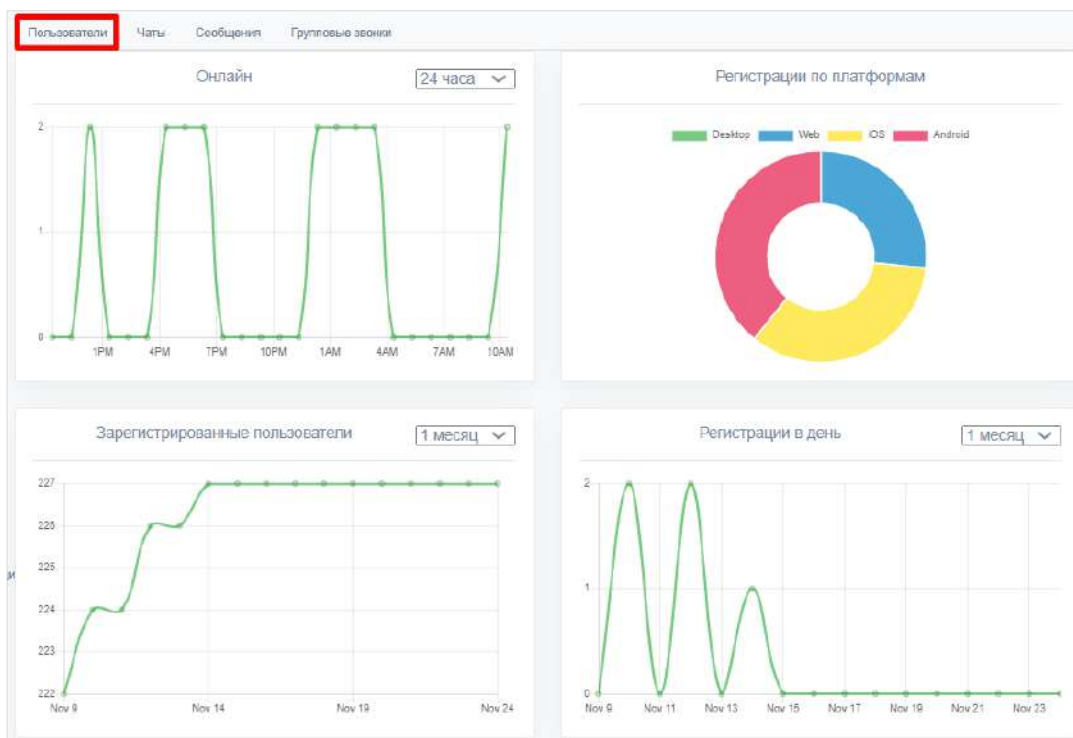 Пользователи Чаты Сообщения Групповые звонки
Онлайн 24 часа
2
1
0
1PM 4PM 7PM 10PM 1AM 4AM 7AM 10AM
Регистрации по платформам
Desktop Web iOS Android
Зарегистрированные пользователи 1 месяц
227
226
225
224
223
222
Nov 9 Nov 14 Nov 19 Nov 24
Регистрации в день 1 месяц
2
1
0
Nov 9 Nov 11 Nov 13 Nov 15 Nov 17 Nov 19 Nov 21 Nov 23